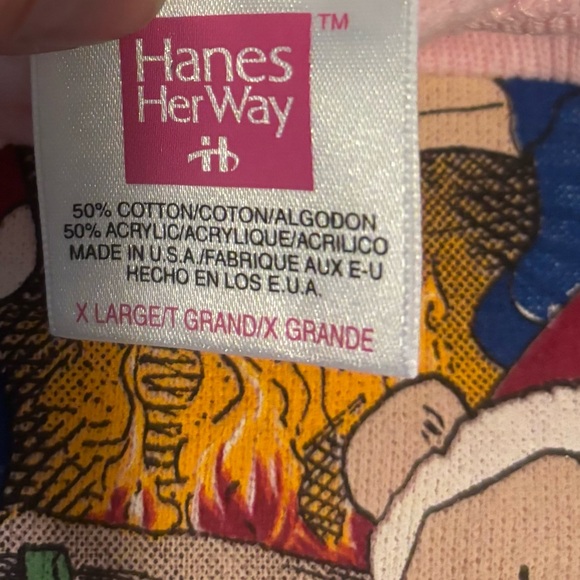 TM
Hanes
HerWay
50% COTTON/COTON/ALGODON
50% ACRYLIC/ACRYLIQUE/ACRILICO
MADE IN U.S.A/FABRIQUE AUX E-U
HECHO EN LOS E.U.A.
X LARGE/T GRAND/X GRANDE